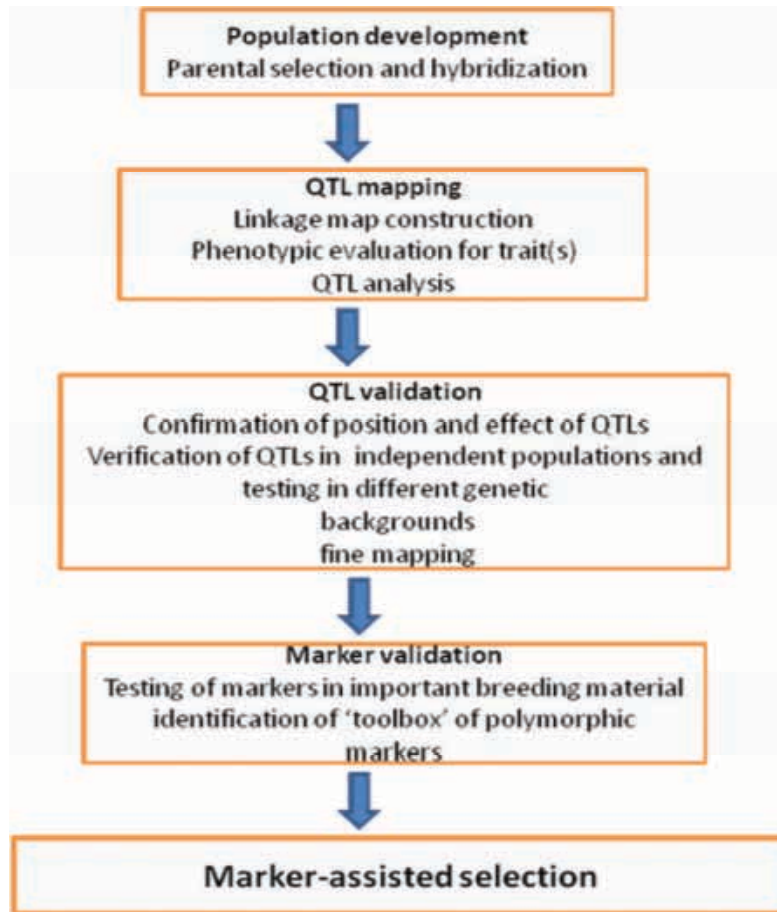 Population development
Parental selection and hybridization
QTL mapping
Linkage map construction
Phenotypic evaluation for trait(s)
QTL analysis
QTL validation
Confirmation of position and effect of QTLs
Verification of QTLs in independent populations and
testing in different genetic
backgrounds
fine mapping
Marker validation
Testing of markers in important breeding material
identification of ‘toolbox’ of polymorphic
markers
Marker-assisted selection